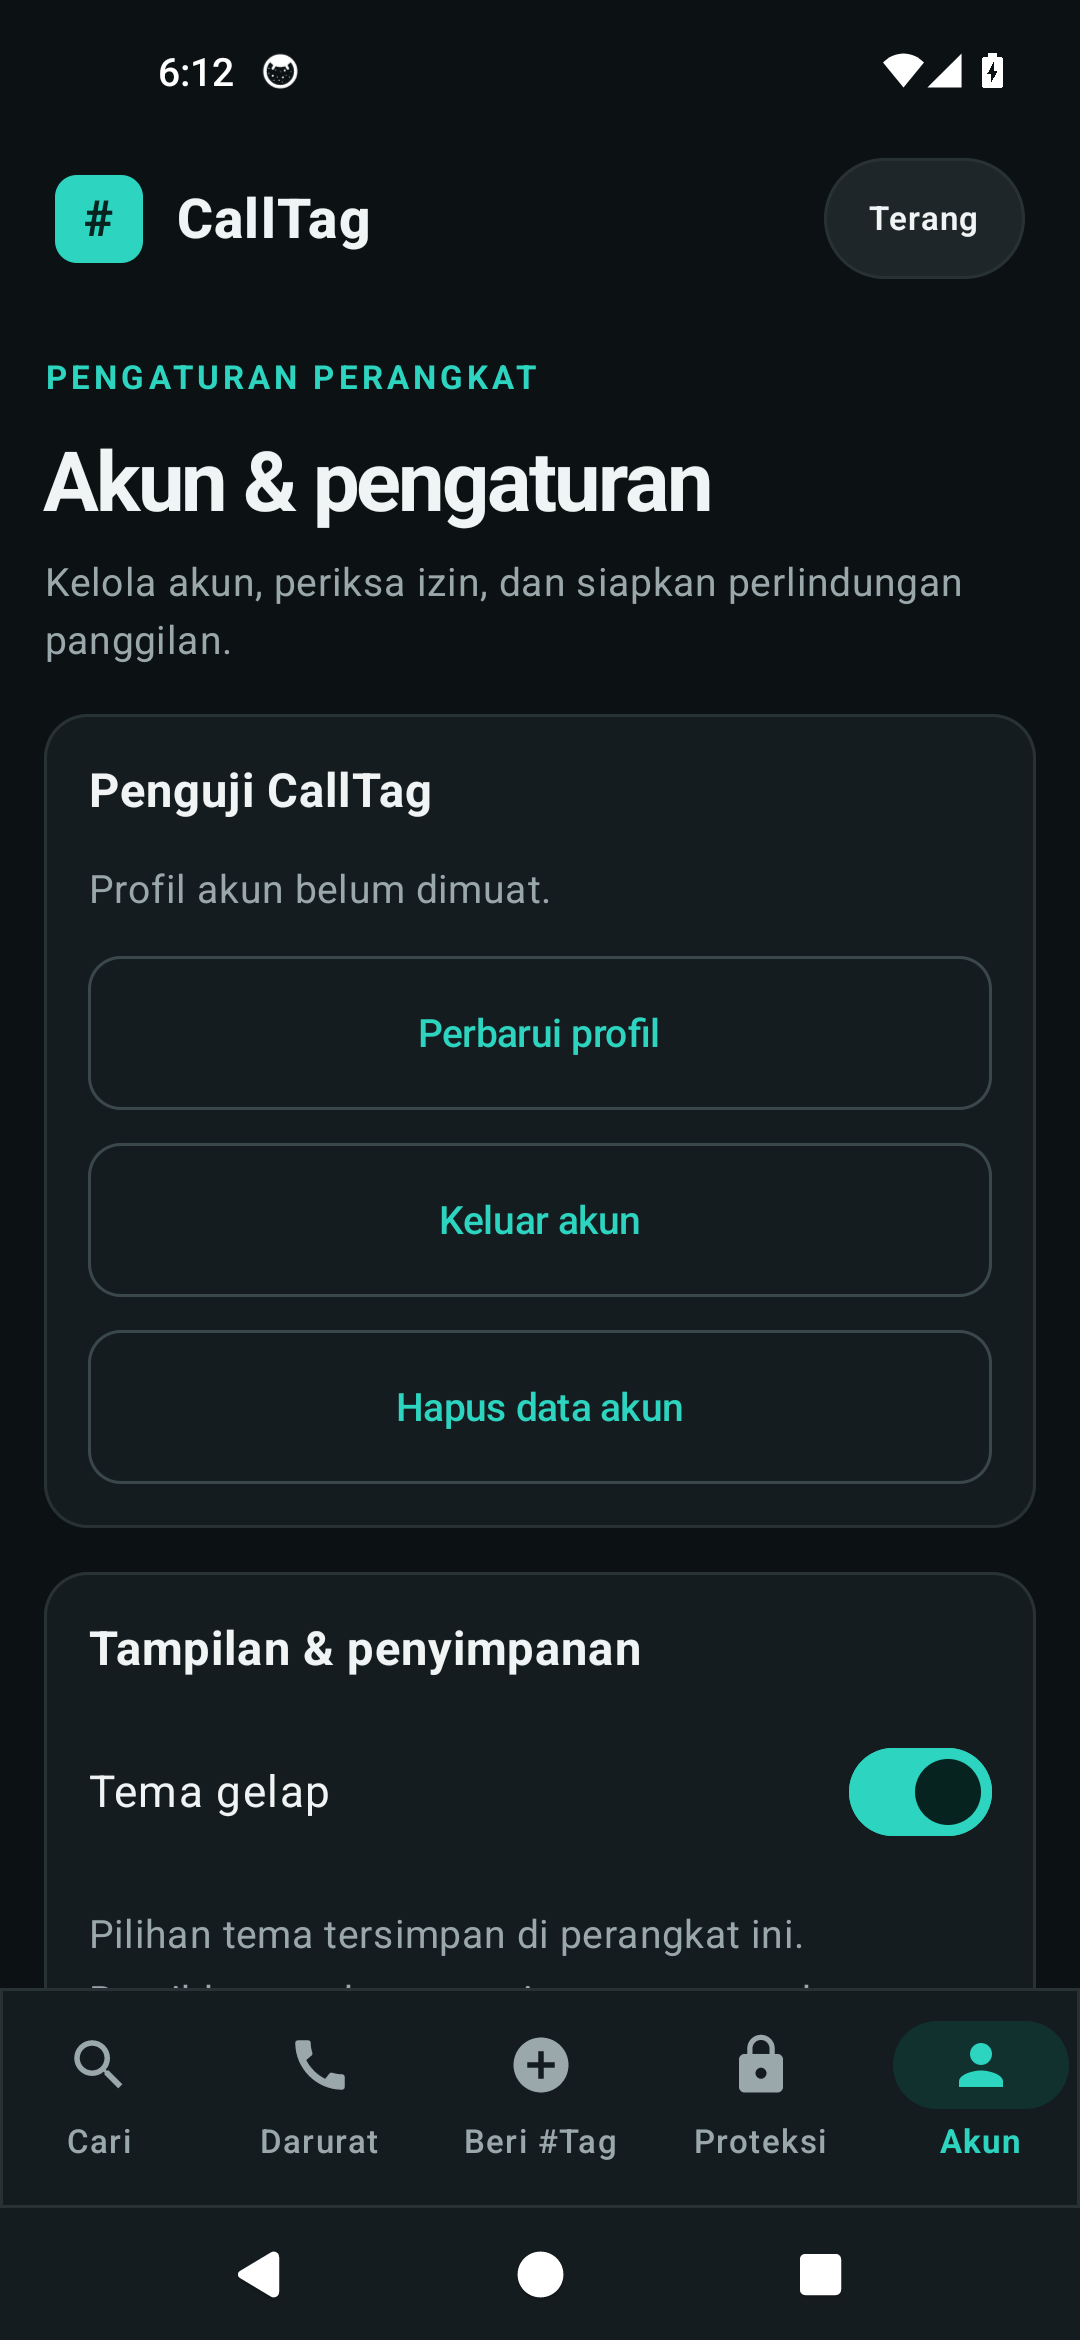 6:12
# CallTag
Terang
PENGATURAN PERANGKAT
Akun & pengaturan
Kelola akun, periksa izin, dan siapkan perlindungan
panggilan.
Penguji CallTag
Profil akun belum dimuat.
Perbarui profil
Keluar akun
Hapus data akun
Tampilan & penyimpanan
Tema gelap
Pilihan tema tersimpan di perangkat ini.
Cari
Darurat
Beri #Tag
Proteksi
Akun